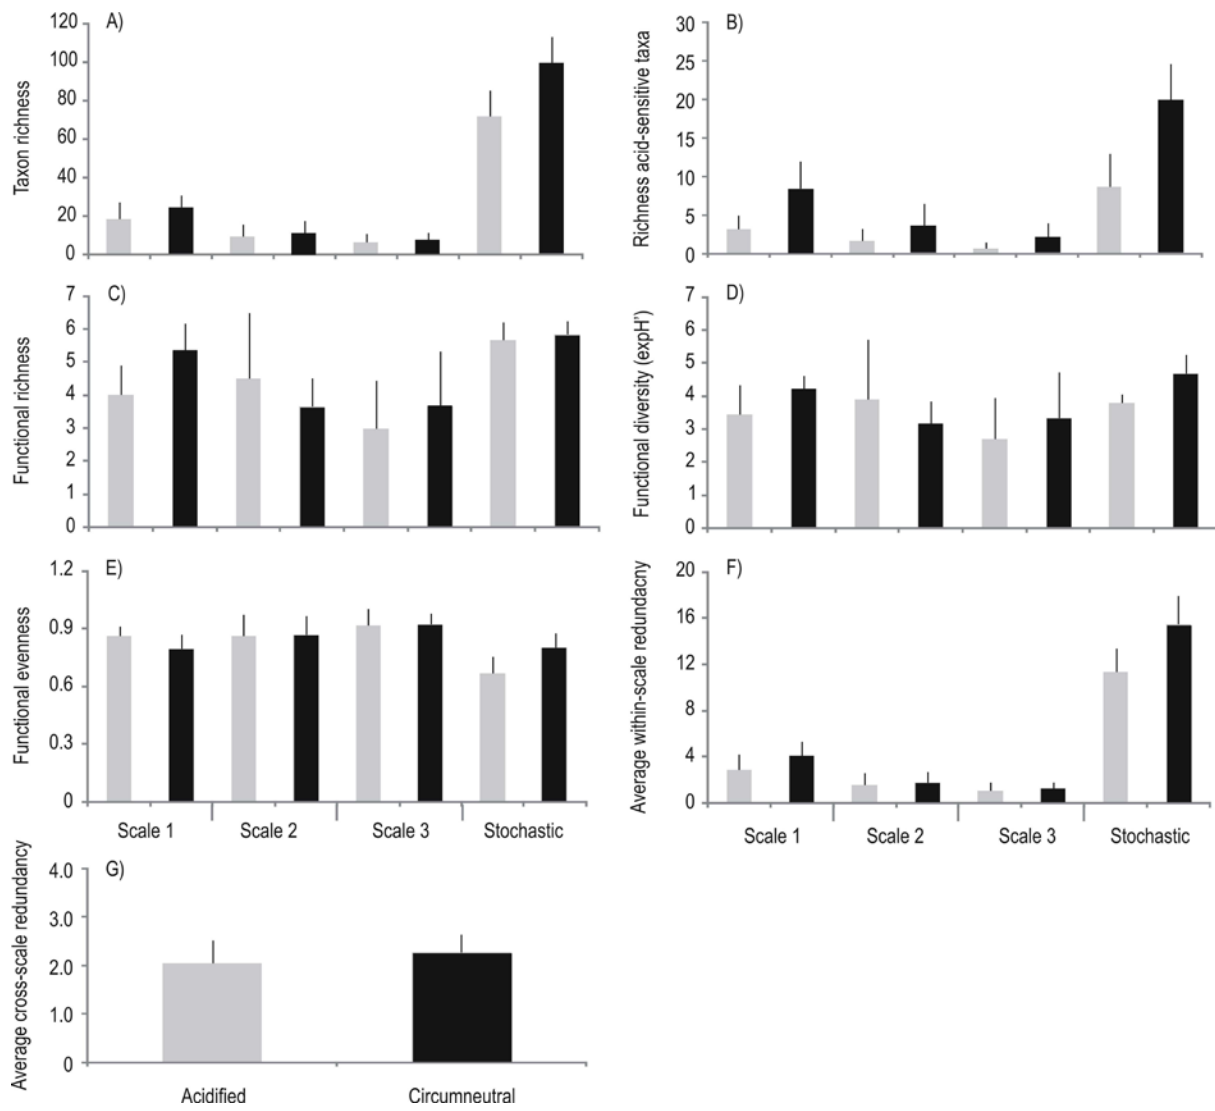 A)
Taxon richness
120
100
80
60
40
20
0
B)
Richness acid-sensitive taxa
30
25
20
15
10
5
0
C)
Functional richness
7
6
5
4
3
2
1
0
D)
Functional diversity (expH')
7
6
5
4
3
2
1
0
E)
Functional evenness
1.2
0.9
0.6
0.3
0
Scale 1 Scale 2 Scale 3 Stochastic
F)
Average within-scale redundacny
20
16
12
8
4
0
Scale 1 Scale 2 Scale 3 Stochastic
G)
Average cross-scale redundancy
4.0
3.0
2.0
1.0
0
Acidified Circumneutral